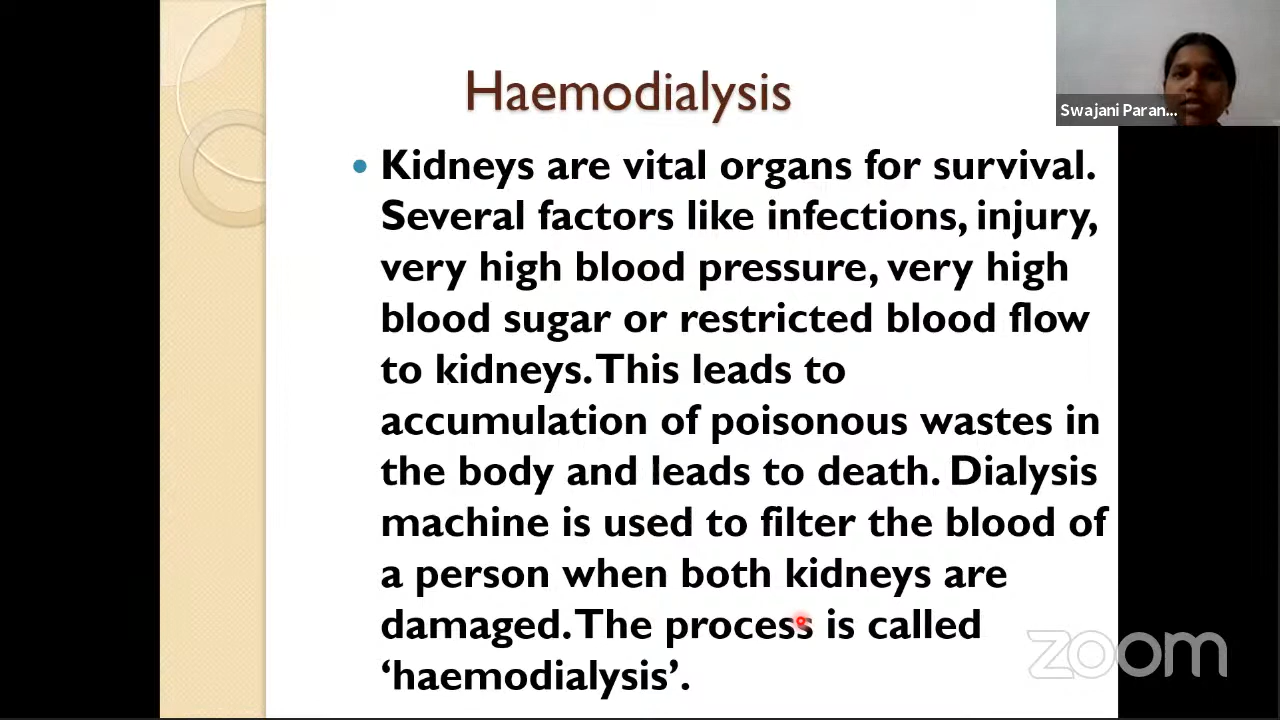 Haemodialysis
Swajani Paran...
• Kidneys are vital organs for survival.
Several factors like infections, injury,
very high blood pressure, very high
blood sugar or restricted blood flow
to kidneys. This leads to
accumulation of poisonous wastes in
the body and leads to death. Dialysis
machine is used to filter the blood of
a person when both kidneys are
damaged. The process is called
‘haemodialysis’.
zoom